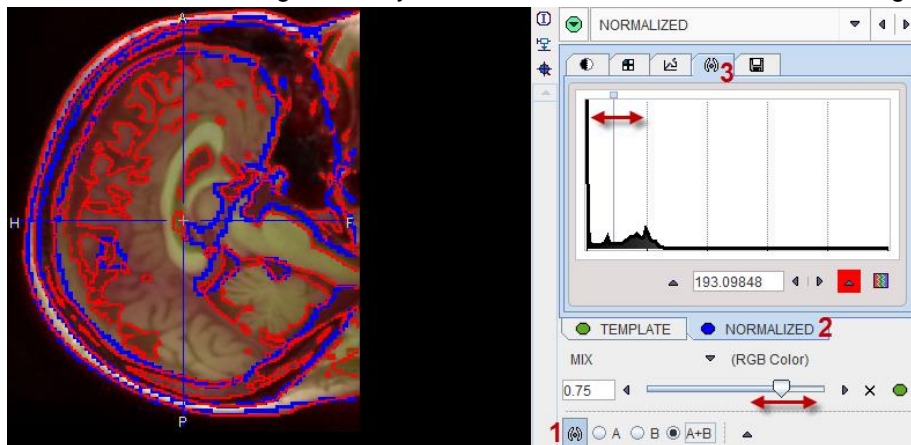 A
H
F
P
NORMALIZED
3
193.09848
TEMPLATE
NORMALIZED 2
MIX (RGB Color)
0.75
1 A B A+B